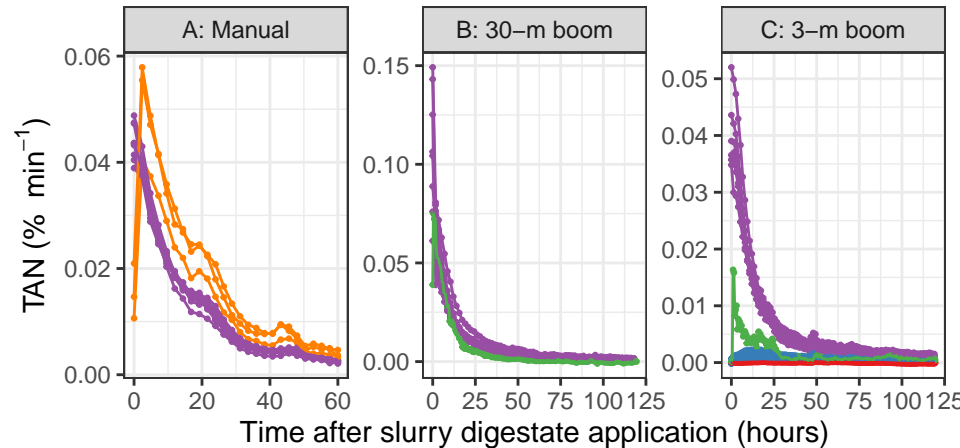 A: Manual
B: 30−m boom
C: 3−m boom
TAN (% min−1)
0.06
0.04
0.02
0.00
0.15
0.10
0.05
0.00
0.05
0.04
0.03
0.02
0.01
0.00
0 20 40 60
0 25 50 75 100 125
0 25 50 75 100 125
Time after slurry digestate application (hours)